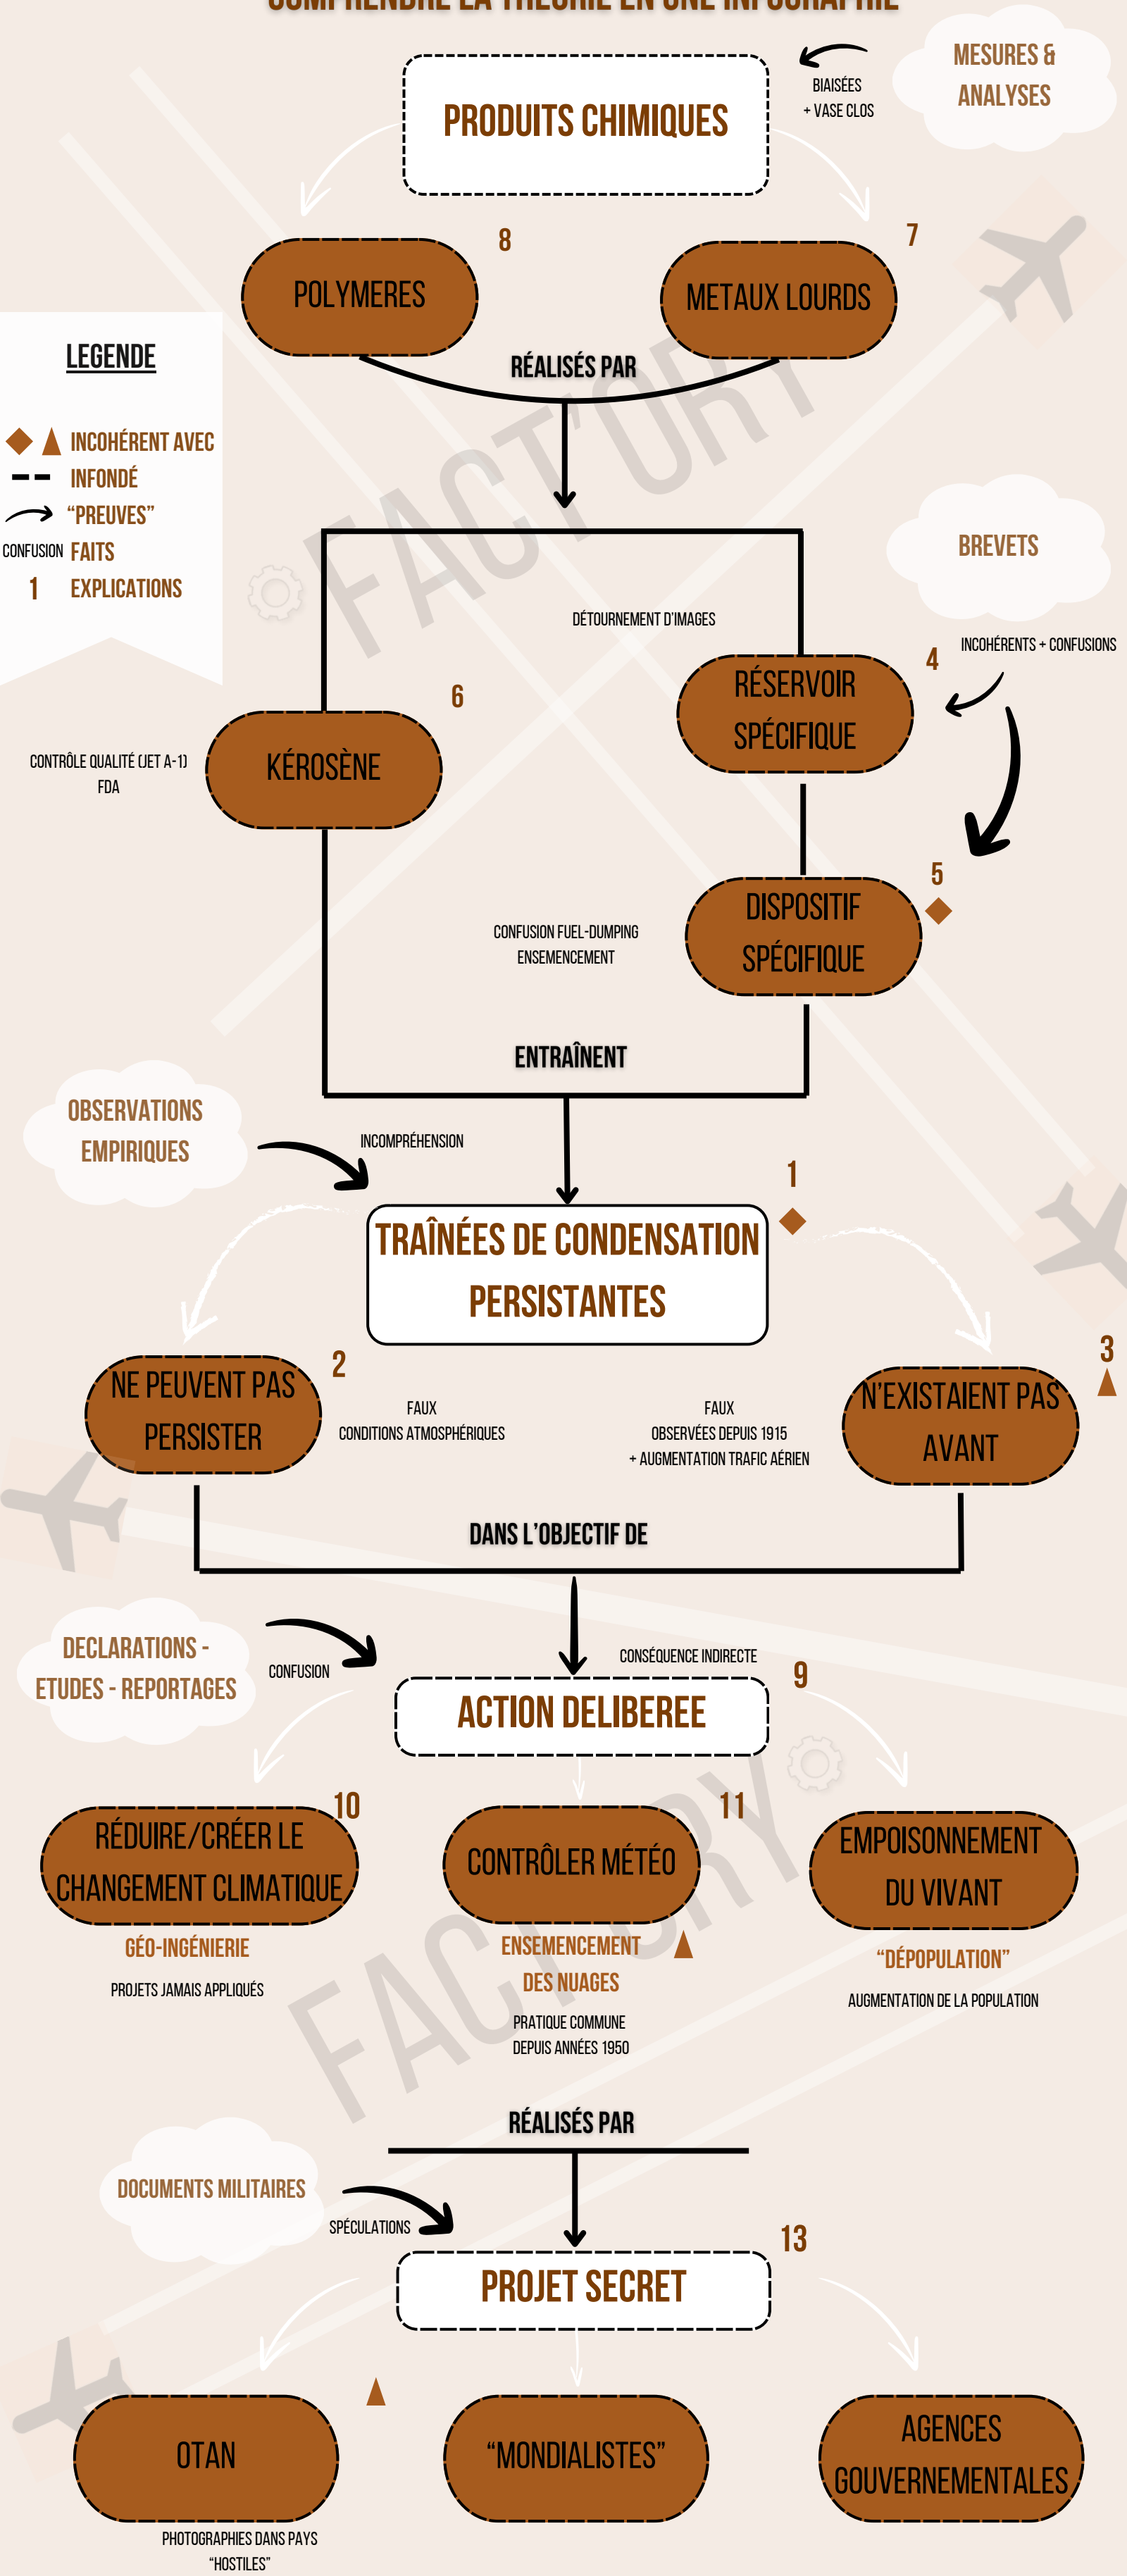 COMPRENDRE LA THÉORIE EN UNE INFOGRAPHIE
MESURES &
ANALYSES
BIAISÉES
+ VASE CLOS
PRODUITS CHIMIQUES
8
7
POLYMERES
METAUX LOURDS
RÉALISÉS PAR
LEGENDE
INCOHÉRENT AVEC
INFONDÉ
“PREUVES”
CONFUSION FAITS
1 EXPLICATIONS
FACT'ORY
BREVETS
DÉTOURNEMENT D'IMAGES
INCOHÉRENTS + CONFUSIONS
4
RÉSERVOIR
SPÉCIFIQUE
6
KÉROSÈNE
CONTRÔLE QUALITÉ (JET A-1)
FDA
5
DISPOSITIF
SPÉCIFIQUE
CONFUSION FUEL-DUMPING
ENSEMENCEMENT
ENTRAÎNENT
OBSERVATIONS
EMPIRIQUES
INCOMPRÉHENSION
1
TRAÎNÉES DE CONDENSATION
PERSISTANTES
2
3
NE PEUVENT PAS
PERSISTER
FAUX
CONDITIONS ATMOSPHÉRIQUES
FAUX
OBSERVÉES DEPUIS 1915
+ AUGMENTATION TRAFIC AÉRIEN
N'EXISTAIENT PAS
AVANT
DANS L'OBJECTIF DE
DECLARATIONS -
ETUDES - REPORTAGES
CONFUSION
CONSÉQUENCE INDIRECTE
9
ACTION DELIBEREE
10
11
RÉDUIRE/CRÉER LE
CHANGEMENT CLIMATIQUE
CONTRÔLER MÉTÉO
EMPOISONNEMENT
DU VIVANT
GÉO-INGÉNIERIE
PROJETS JAMAIS APPLIQUÉS
ENSEMENCEMENT
DES NUAGES
PRATIQUE COMMUNE
DEPUIS ANNÉES 1950
“DÉPOPULATION”
AUGMENTATION DE LA POPULATION
FACT'ORY
RÉALISÉS PAR
DOCUMENTS MILITAIRES
SPÉCULATIONS
13
PROJET SECRET
OTAN
“MONDIALISTES”
AGENCES
GOUVERNEMENTALES
PHOTOGRAPHIES DANS PAYS
“HOSTILES”